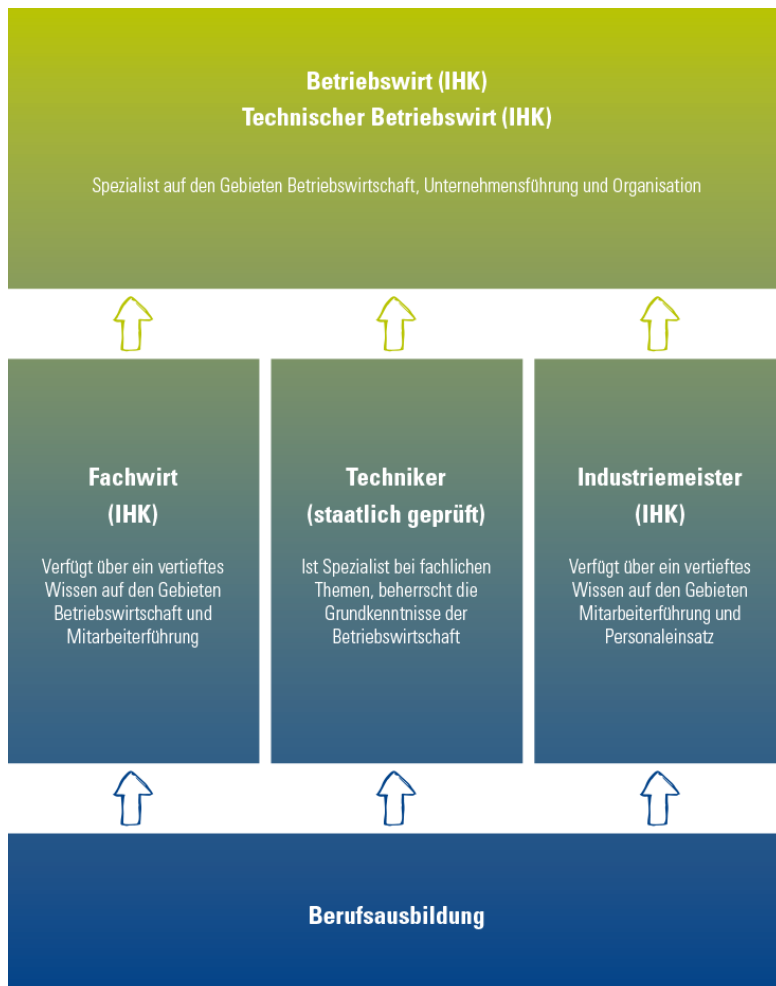 Betriebswirt (IHK)
Technischer Betriebswirt (IHK)
Spezialist auf den Gebieten Betriebswirtschaft, Unternehmensführung und Organisation
Fachwirt
(IHK)
Verfügt über ein vertieftes
Wissen auf den Gebieten
Betriebswirtschaft und
Mitarbeiterführung
Techniker
(staatlich geprüft)
Ist Spezialist bei fachlichen
Themen, beherrscht die
Grundkenntnisse der
Betriebswirtschaft
Industriemeister
(IHK)
Verfügt über ein vertieftes
Wissen auf den Gebieten
Mitarbeiterführung und
Personaleinsatz
Berufsausbildung